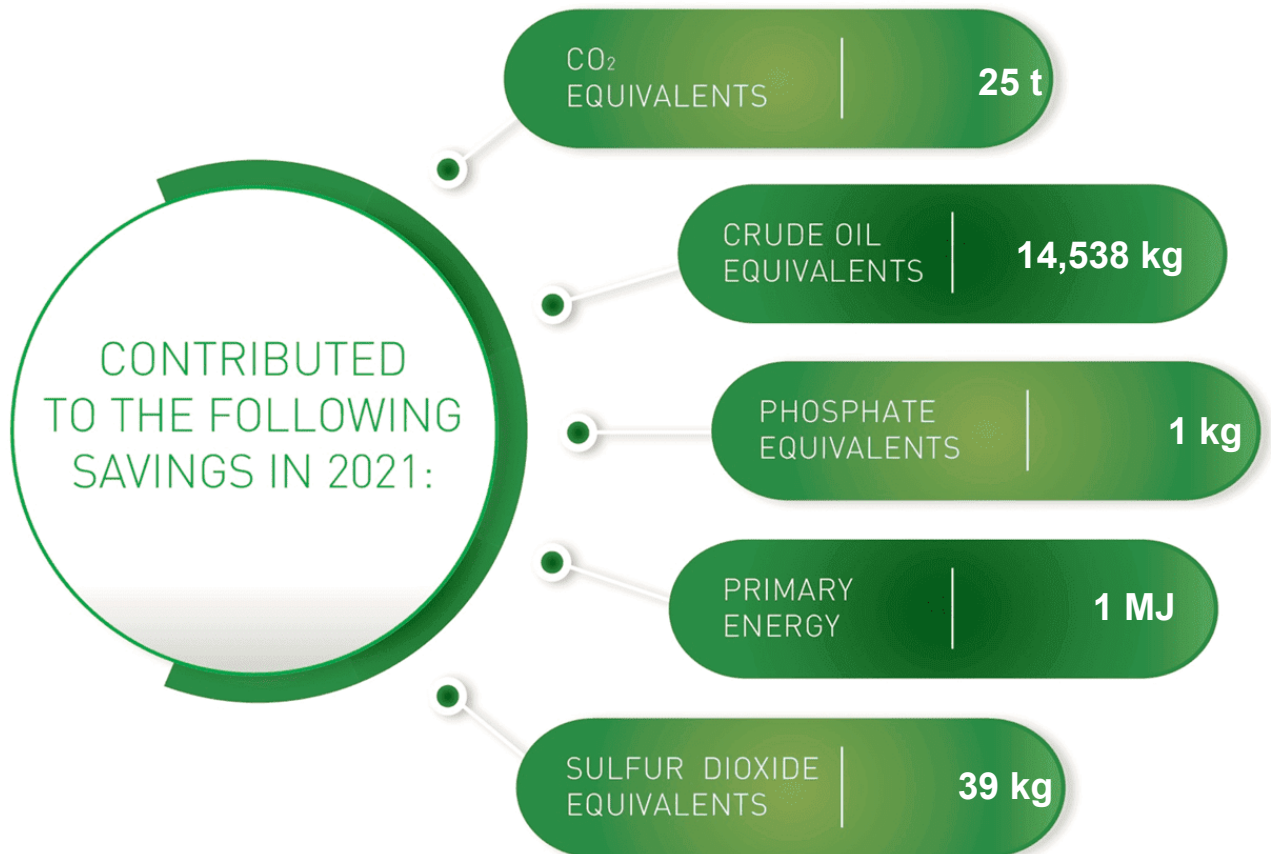 CONTRIBUTED
TO THE FOLLOWING
SAVINGS IN 2021:
CO₂
EQUIVALENTS
25 t
CRUDE OIL
EQUIVALENTS
14,538 kg
PHOSPHATE
EQUIVALENTS
1 kg
PRIMARY
ENERGY
1 MJ
SULFUR DIOXIDE
EQUIVALENTS
39 kg